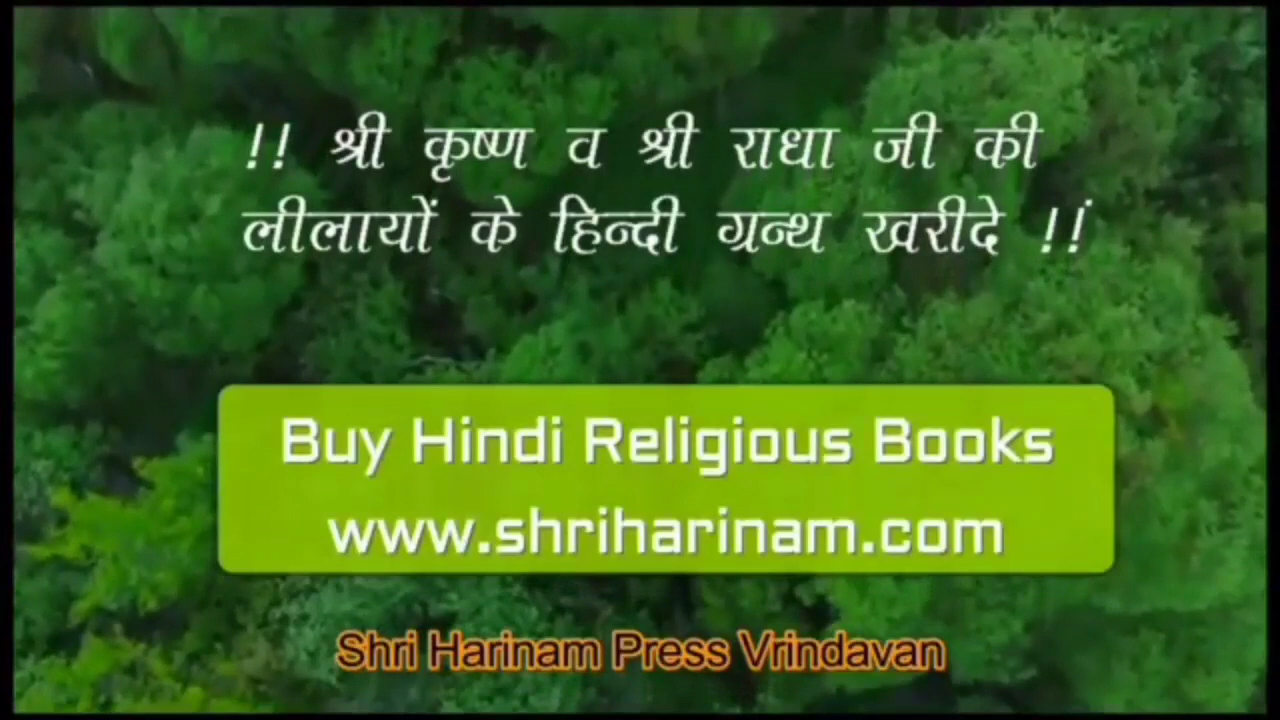 !! श्री कृष्ण व श्री राधा जी की
लीलायों के हिन्दी ग्रन्थ खरीदे !!ं
Buy Hindi Religious Books
www.shriharinam.com
Shri Harinam Press Vrindavan